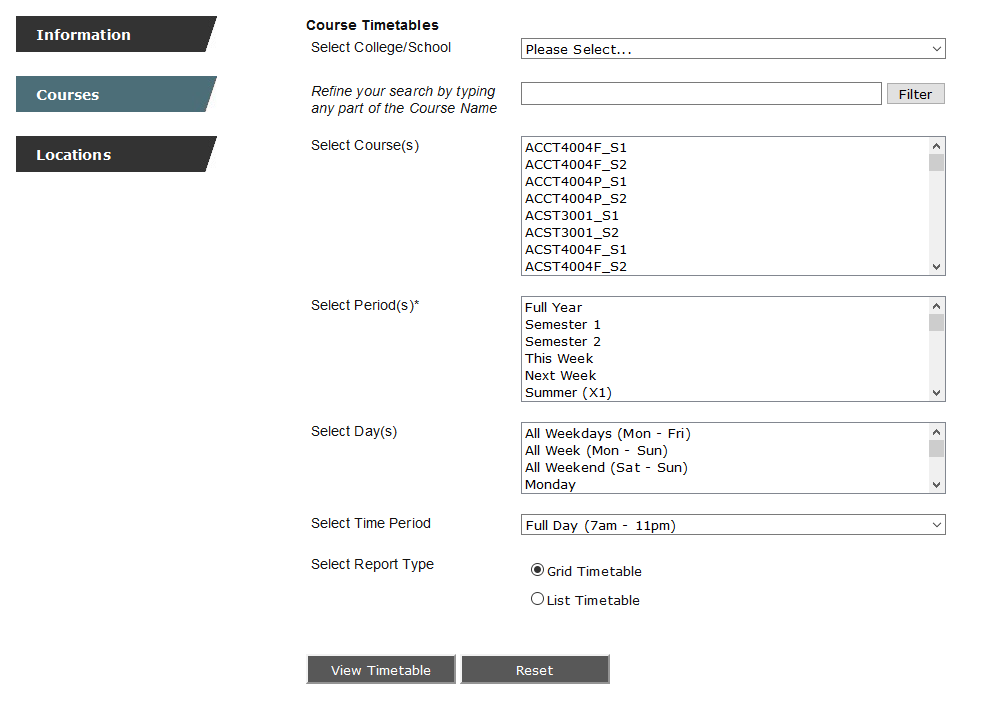 Information
Courses
Locations
Course Timetables
Select College/School
Please Select...
Refine your search by typing
any part of the Course Name
Filter
Select Course(s)
ACCT4004F_S1
ACCT4004F_S2
ACCT4004P_S1
ACCT4004P_S2
ACST3001_S1
ACST3001_S2
ACST4004F_S1
ACST4004F_S2
Select Period(s)*
Full Year
Semester 1
Semester 2
This Week
Next Week
Summer (X1)
Select Day(s)
All Weekdays (Mon - Fri)
All Week (Mon - Sun)
All Weekend (Sat - Sun)
Monday
Select Time Period
Full Day (7am - 11pm)
Select Report Type
Grid Timetable
List Timetable
View Timetable
Reset